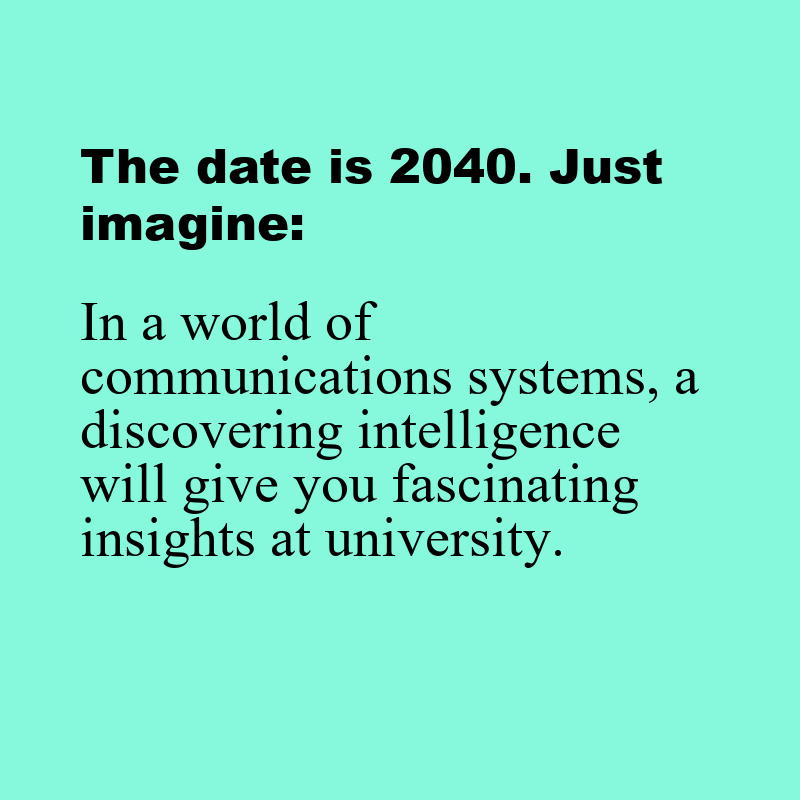 The date is 2040. Just
imagine:
In a world of
communications systems, a
discovering intelligence
will give you fascinating
insights at university.